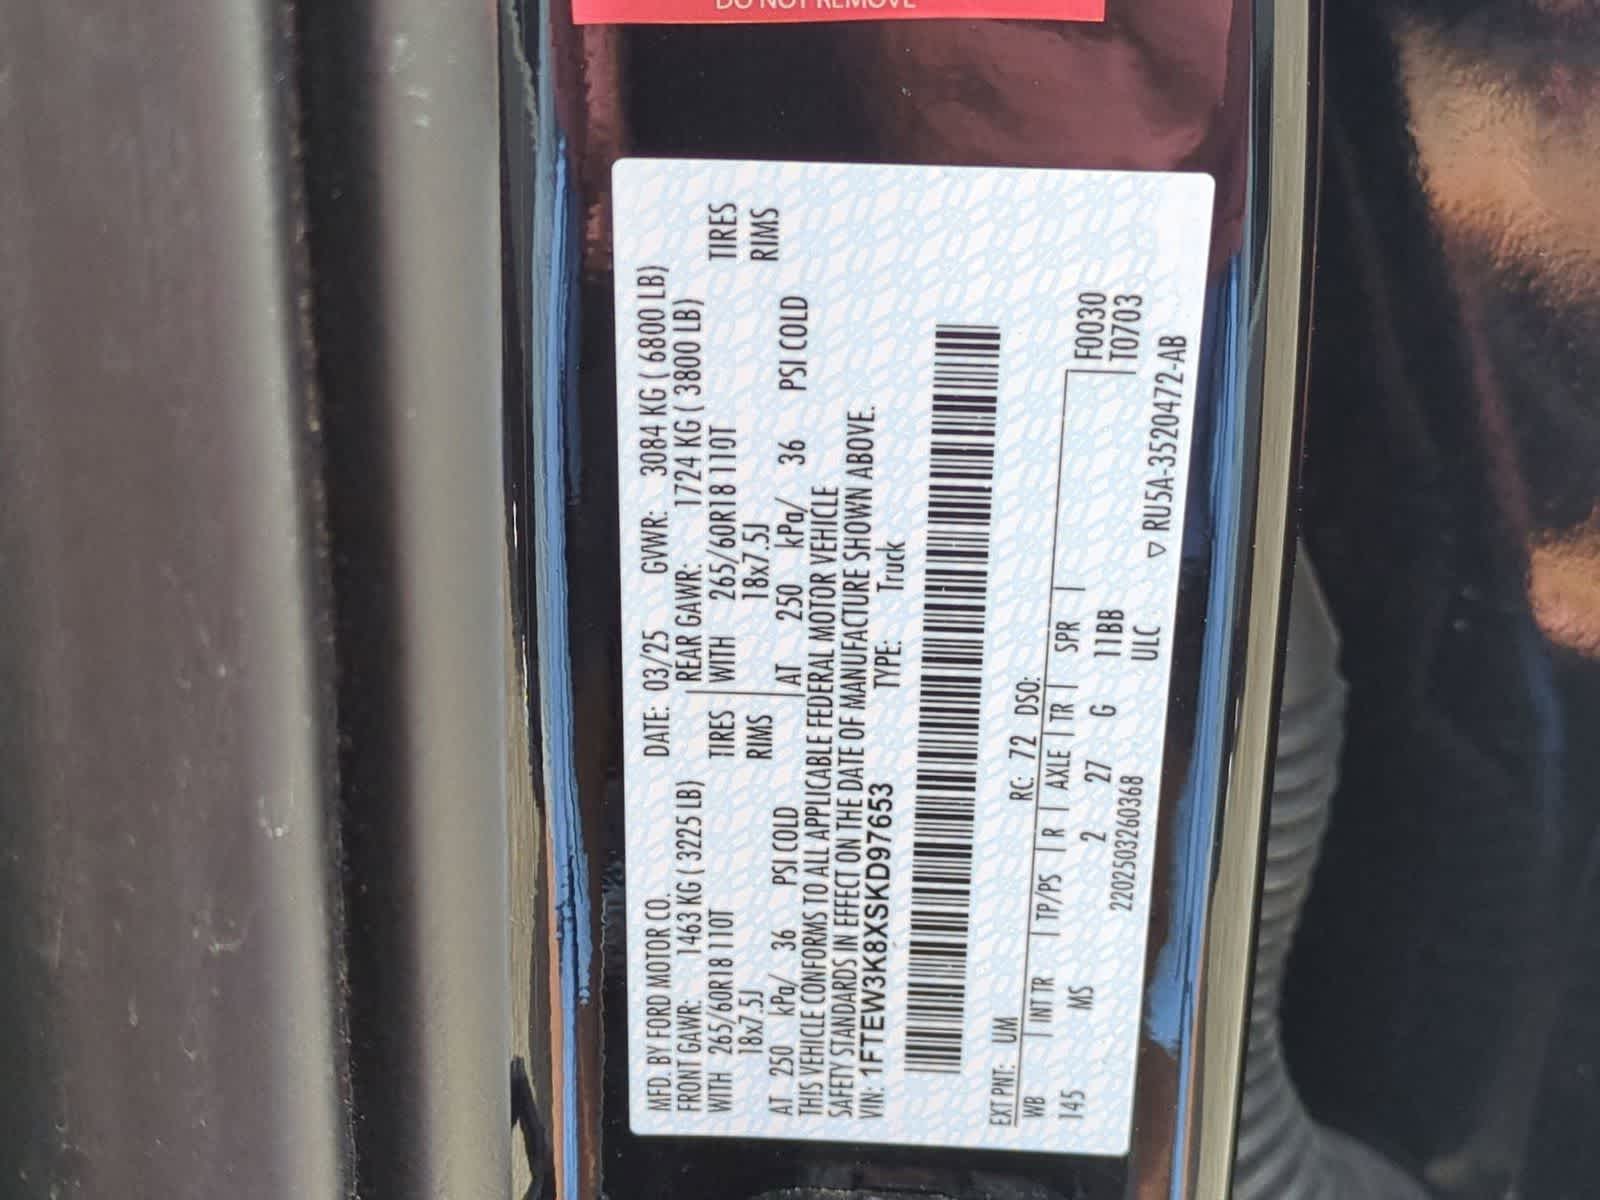 DO NOT REMOVE
MFD. BY FORD MOTOR CO. DATE: 03/25 GVWR: 3084 KG ( 6800 LB)
FRONT GAWR: 1463 KG ( 3225 LB) REAR GAWR: 1724 KG ( 3800 LB)
WITH 265/60R18 110T TIRES WITH 265/60R18 110T TIRES
18x7.5J RIMS 18x7.5J RIMS
AT 250 kPa/ 36 PSI COLD AT 250 kPa/ 36 PSI COLD
THIS VEHICLE CONFORMS TO ALL APPLICABLE FEDERAL MOTOR VEHICLE
SAFETY STANDARDS IN EFFECT ON THE DATE OF MANUFACTURE SHOWN ABOVE.
VIN: 1FTEW3K8XSKD97653 TYPE: Truck
EXT PNT: UM RC: 72 DSO:
WB INT TR TP/PS R AXLE TR SPR F0030
145 MS 2 27 G 11BB T0703
220250326036​8 ULC ▽ RU5A-3520472-AB